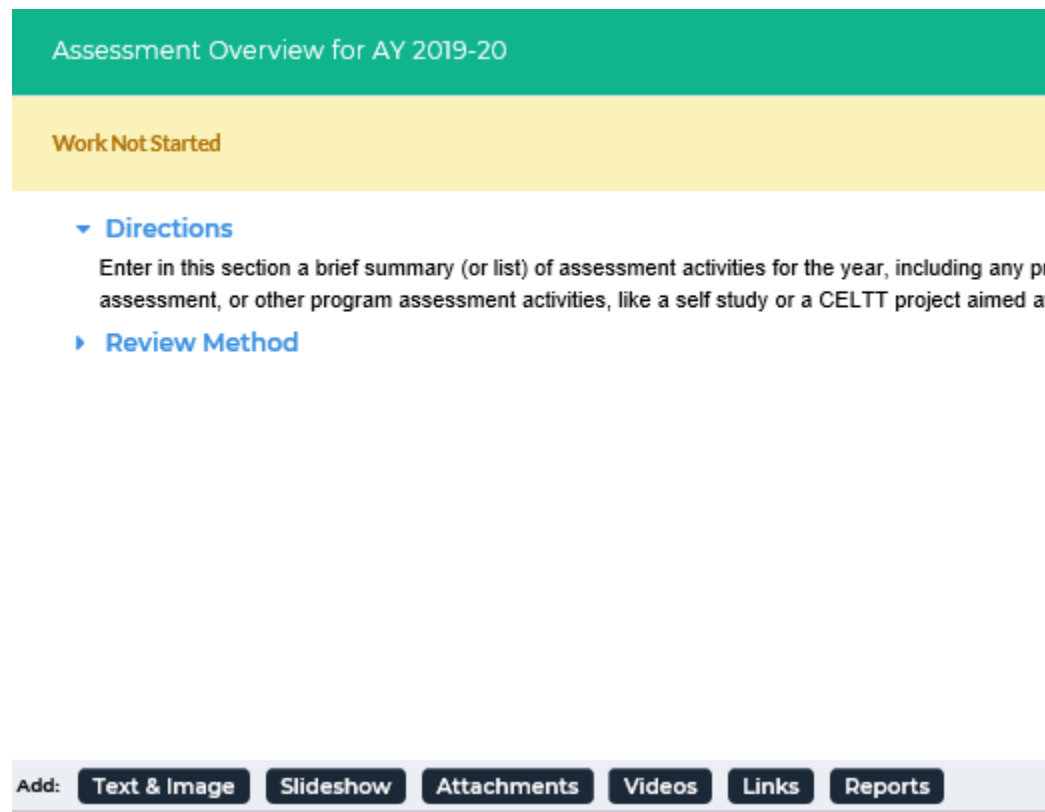 Assessment Overview for AY 2019-20
Work Not Started
Directions
Enter in this section a brief summary (or list) of assessment activities for the year, including any
assessment, or other program assessment activities, like a self study or a CELTT project aimed
Review Method
Add: Text & Image Slideshow Attachments Videos Links Reports